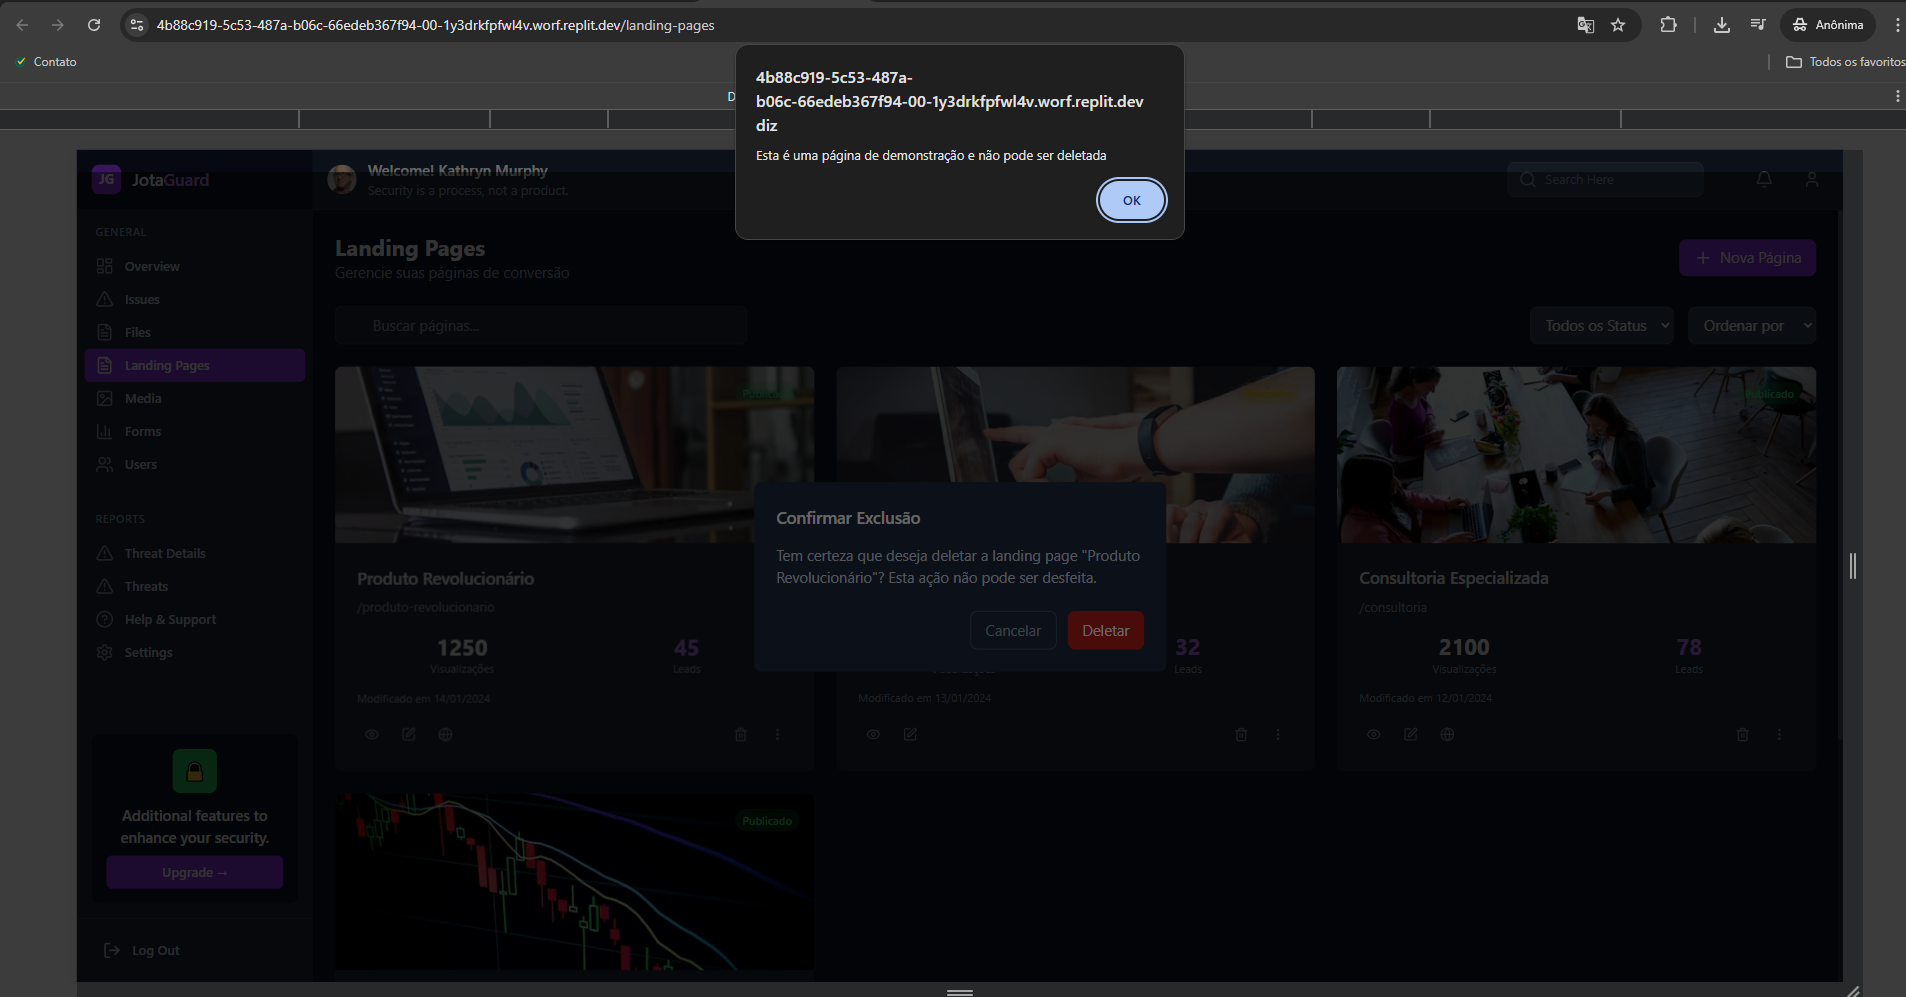 4b88c919-5c53-487a-b06c-66edeb367f94-00-1y3drkfpfwl4v.worf.replit.dev/landing-pages
Anônima
Contato
Todos os favoritos
D
4b88c919-5c53-487a-
b06c-66edeb367f94-00-1y3drkfpfwl4v.worf.replit.dev
diz
Esta é uma página de demonstração e não pode ser deletada
OK
JG
JotaGuard
Welcome! Kathryn Murphy
Security is a process, not a product.
Search Here
GENERAL
Overview
Issues
Files
Landing Pages
Media
Forms
Users
REPORTS
Threat Details
Threats
Help & Support
Settings
Additional features to
enhance your security.
Upgrade →
Log Out
Landing Pages
Gerencie suas páginas de conversão
Nova Página
Buscar páginas...
Todos os Status
Ordenar por
Publicado
Produto Revolucionário
/produto-revolucionario
1250
Visualizações
45
Leads
Modificado em 14/01/2024
32
Leads
Modificado em 13/01/2024
Publicado
Consultoria Especializada
/consultoria
2100
Visualizações
78
Leads
Modificado em 12/01/2024
Confirmar Exclusão
Tem certeza que deseja deletar a landing page "Produto
Revolucionário"? Esta ação não pode ser desfeita.
Cancelar
Deletar
Publicado